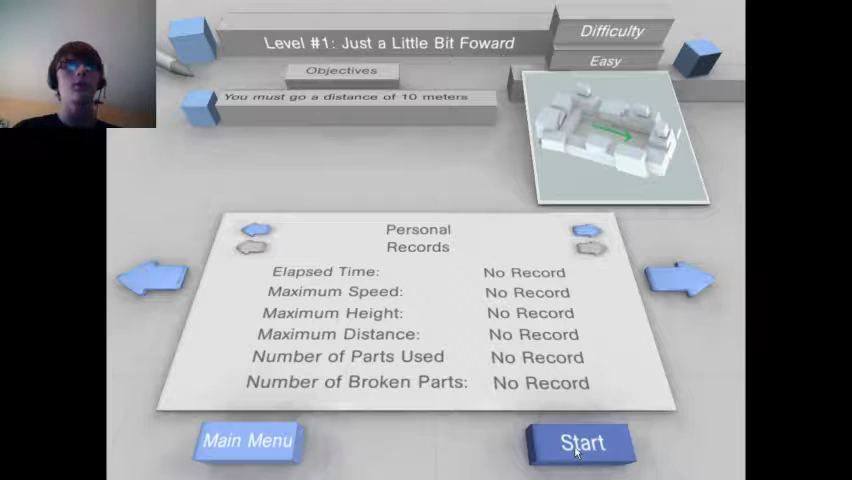 Level #1: Just a Little Bit Foward
Difficulty
Easy
Objectives
You must go a distance of 10 meters
Personal
Records
Elapsed Time: No Record
Maximum Speed: No Record
Maximum Height: No Record
Maximum Distance: No Record
Number of Parts Used No Record
Number of Broken Parts: No Record
Main Menu
Start